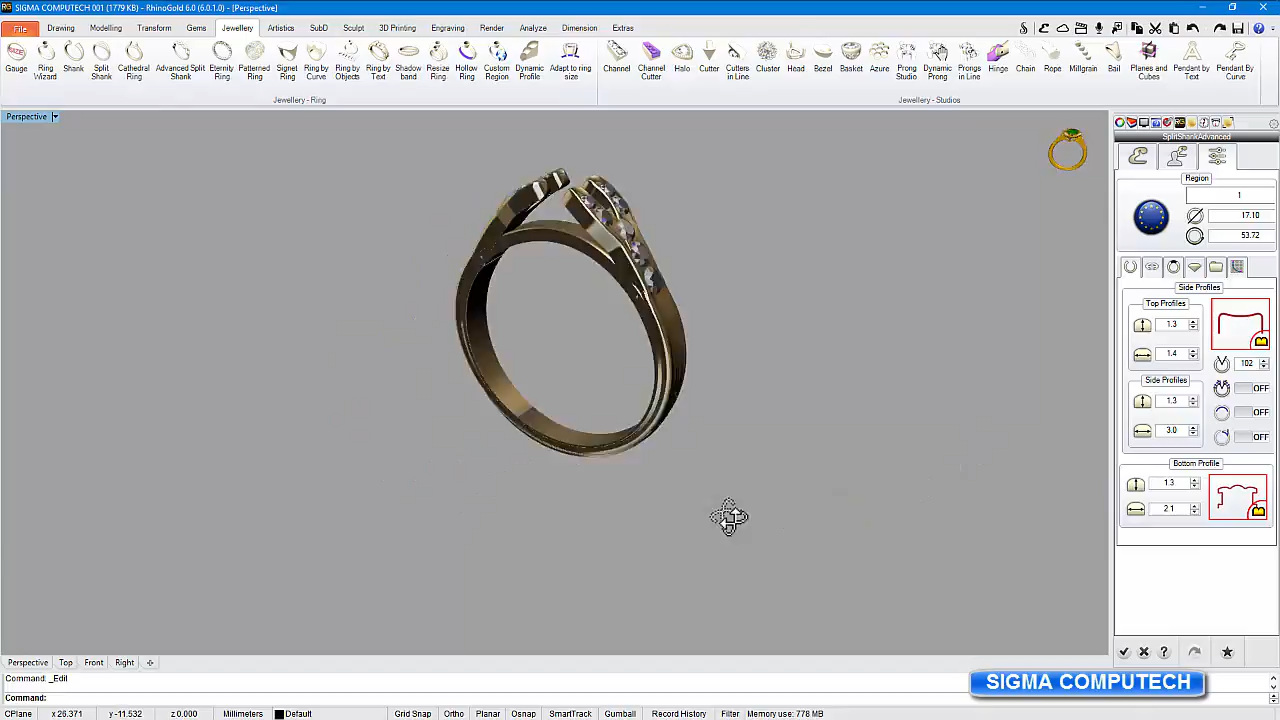 SIGMA COMPUTECH 001 (1779 KB) - RhinoGold 6.0 (6.0.1.0) - [Perspective]
File Drawing Modelling Transform Gems Jewellery Artistics SubD Sculpt 3D Printing Engraving Render Analyze Dimension Extras
Gauge Ring Wizard Shank Split Shank Cathedral Ring Advanced Split Shank Eternity Ring Patterned Ring Signet Ring Ring by Curve Ring by Objects Ring by Text Shadow band Resize Ring Hollow Ring Custom Region Dynamic Profile Adapt to ring size Channel Channel Cutter Halo Cutter Cutters in Line Cluster Head Bezel Basket Azure Prong Studio Dynamic Prong Prongs in Line Hinge Chain Rope Millgrain Bail Planes and Cubes Pendant by Text Pendant By Curve
Jewellery - Ring Jewellery - Studios
Perspective
SplitShankAdvanced
Region
1
17.10
53.72
Side Profiles
Top Profiles
1.3
1.4
102
Side Profiles
OFF
1.3
OFF
3.0
OFF
Bottom Profile
1.3
2.1
Perspective Top Front Right
Command: _Edit
Command:
SIGMA COMPUTECH
CPlane x 26.371 y -11.532 z 0.000 Millimeters Default Grid Snap Ortho Planar Osnap SmartTrack Gumball Record History Filter Memory use: 778 MB